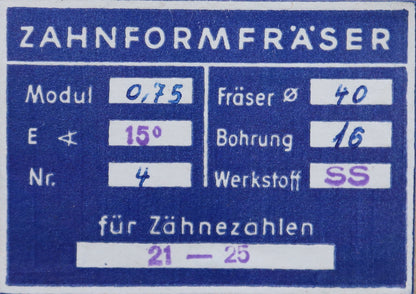 ZAHNFORMFRÄSER
Modul 0,75 Fräser Ø 40
E ∢ 15° Bohrung 16
Nr. 4 Werkstoff SS
für Zähnezahlen
21 — 25